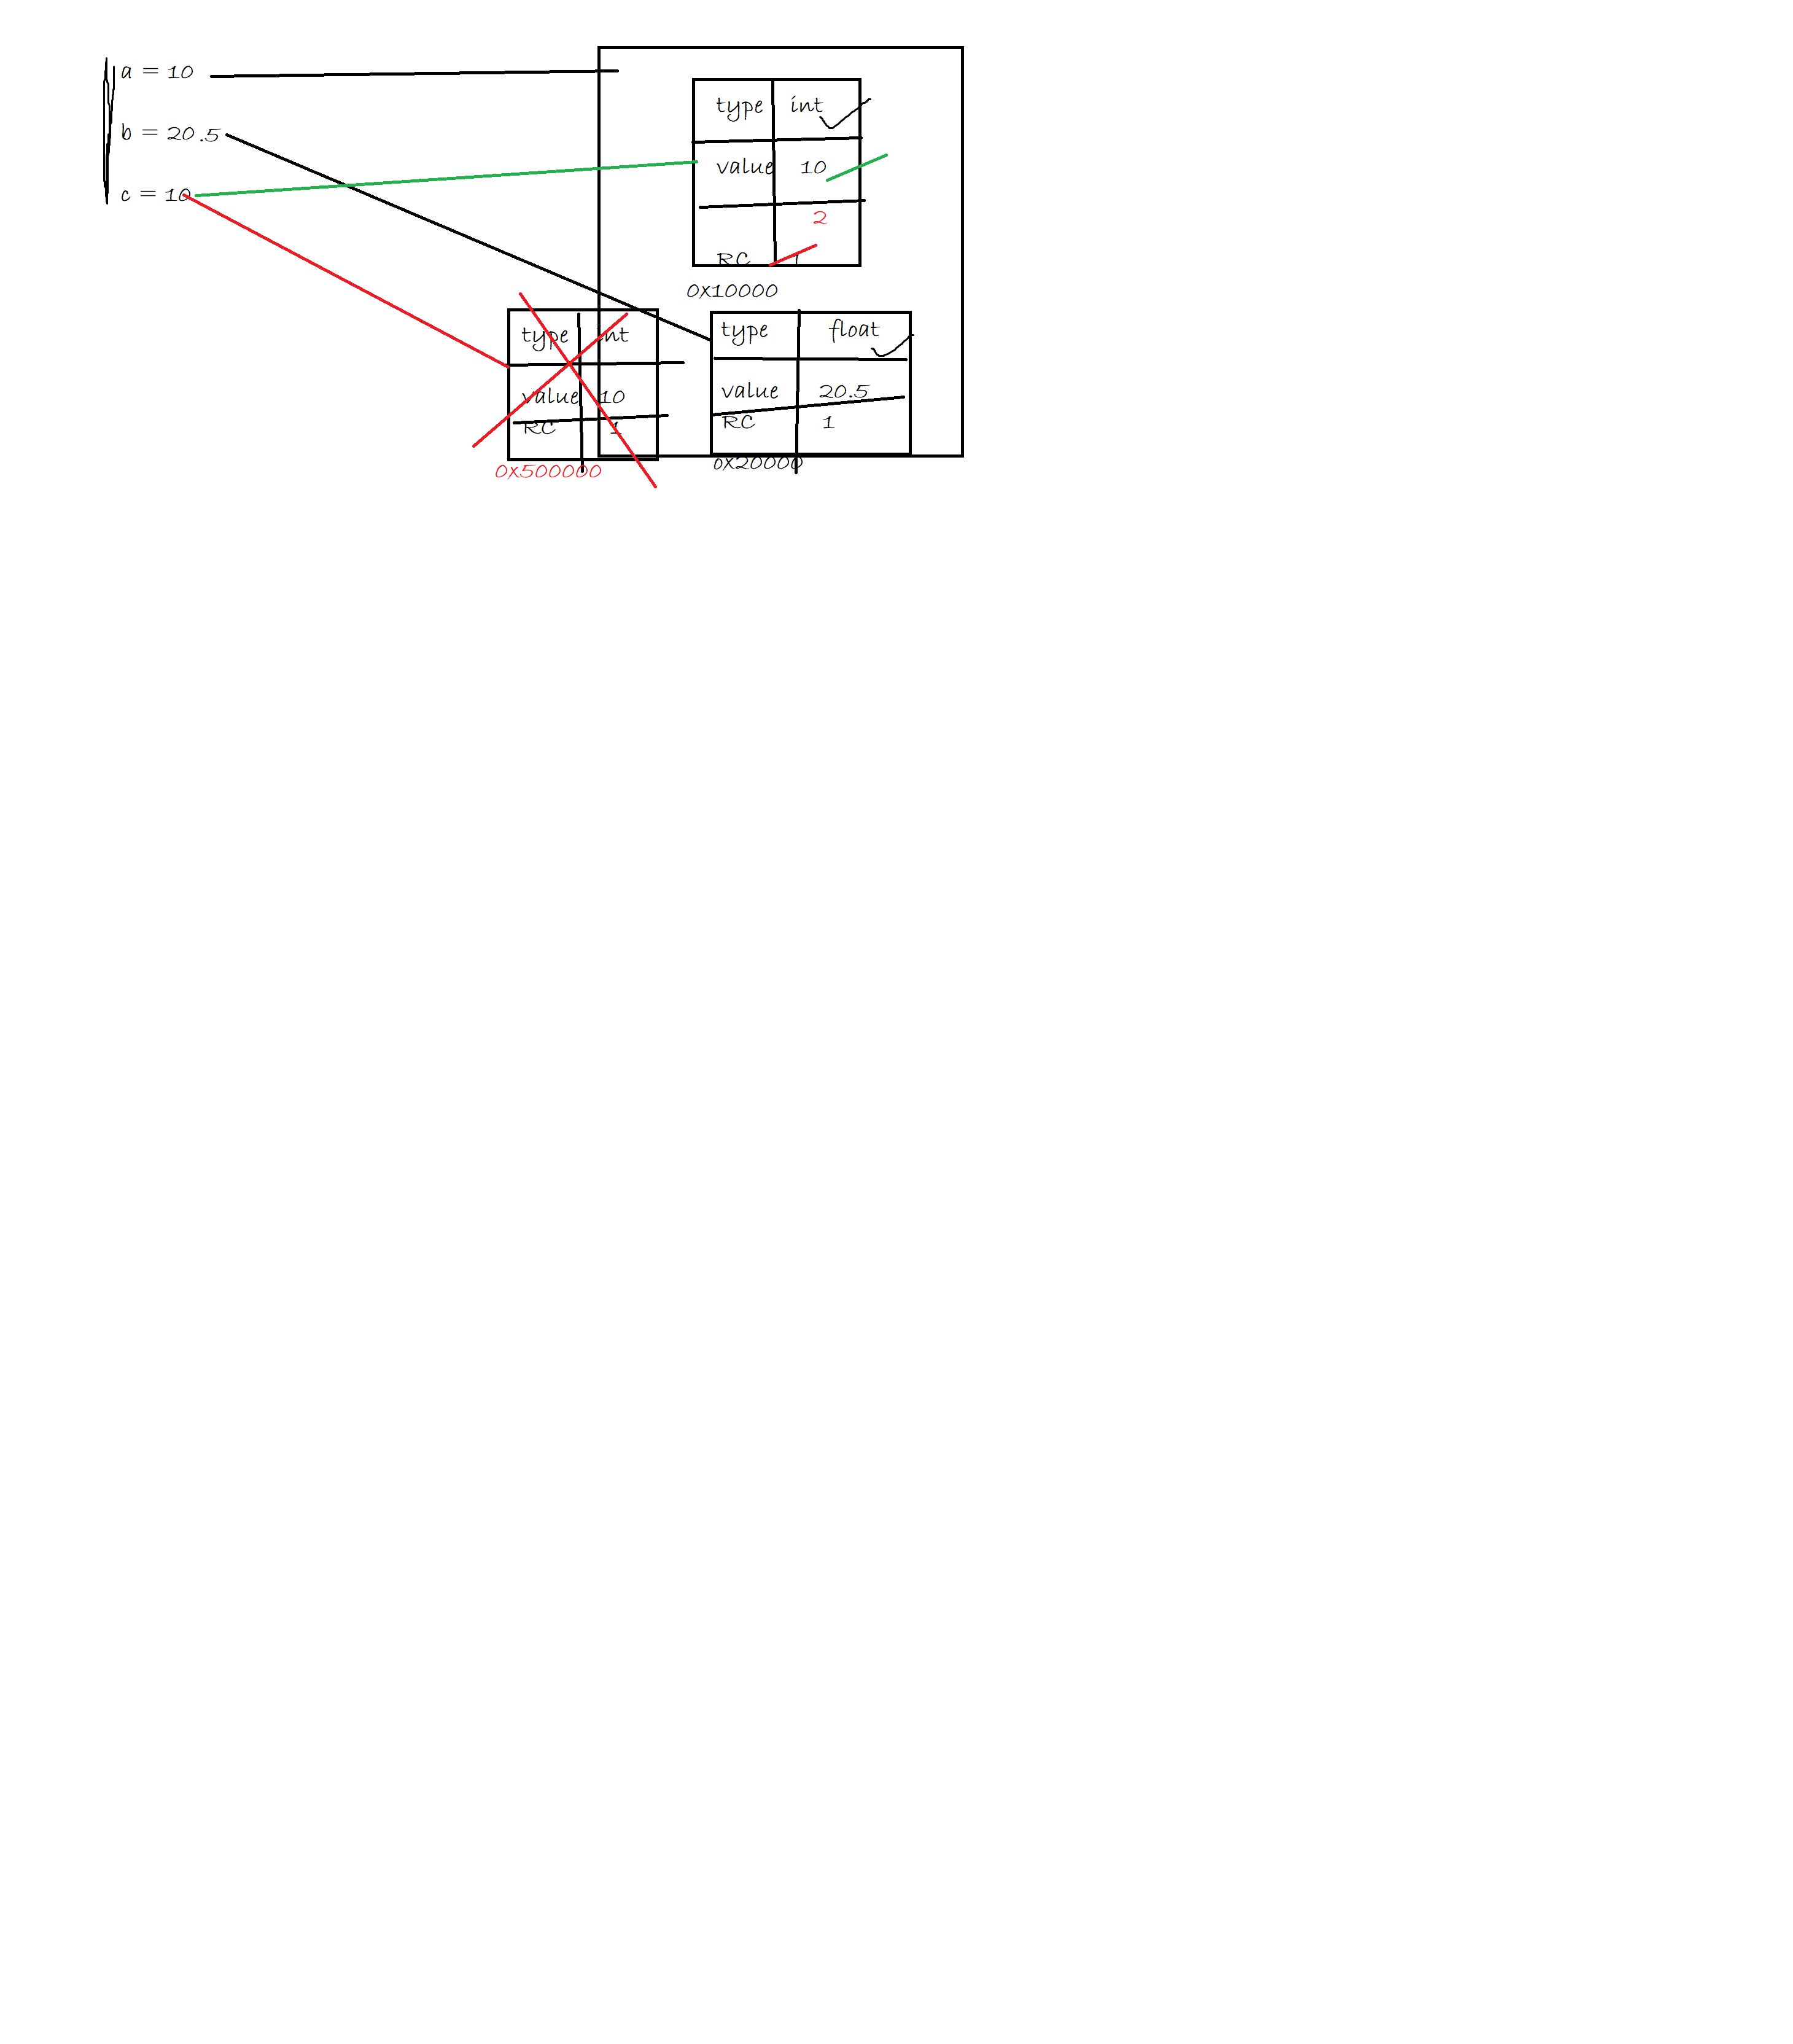 a = 10
b = 20.5
c = 10
type int
value 10
2
RC 1
0x10000
type int
value 10
RC 1
0x500000
type float
value 20.5
RC 1
0x20000